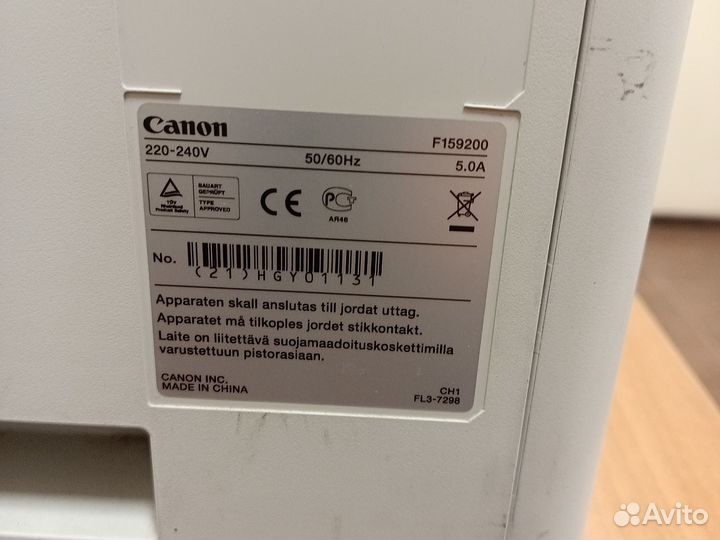 Canon
F159200
220-240V 50/60Hz 5.0A
TÜV
Rheinland
Product Safety
BAUART
GEPRÜFT
TYPE
APPROVED
CE
PG
AR46
No. (21)HGY01131
Apparaten skall anslutas till jordat uttag.
Apparatet må tilkoples jordet stikkontakt.
Laite on liitettävä suojamaadoituskoskettimilla
varustettuun pistorasiaan.
CANON INC.
MADE IN CHINA
CH1
FL3-7298
Avito